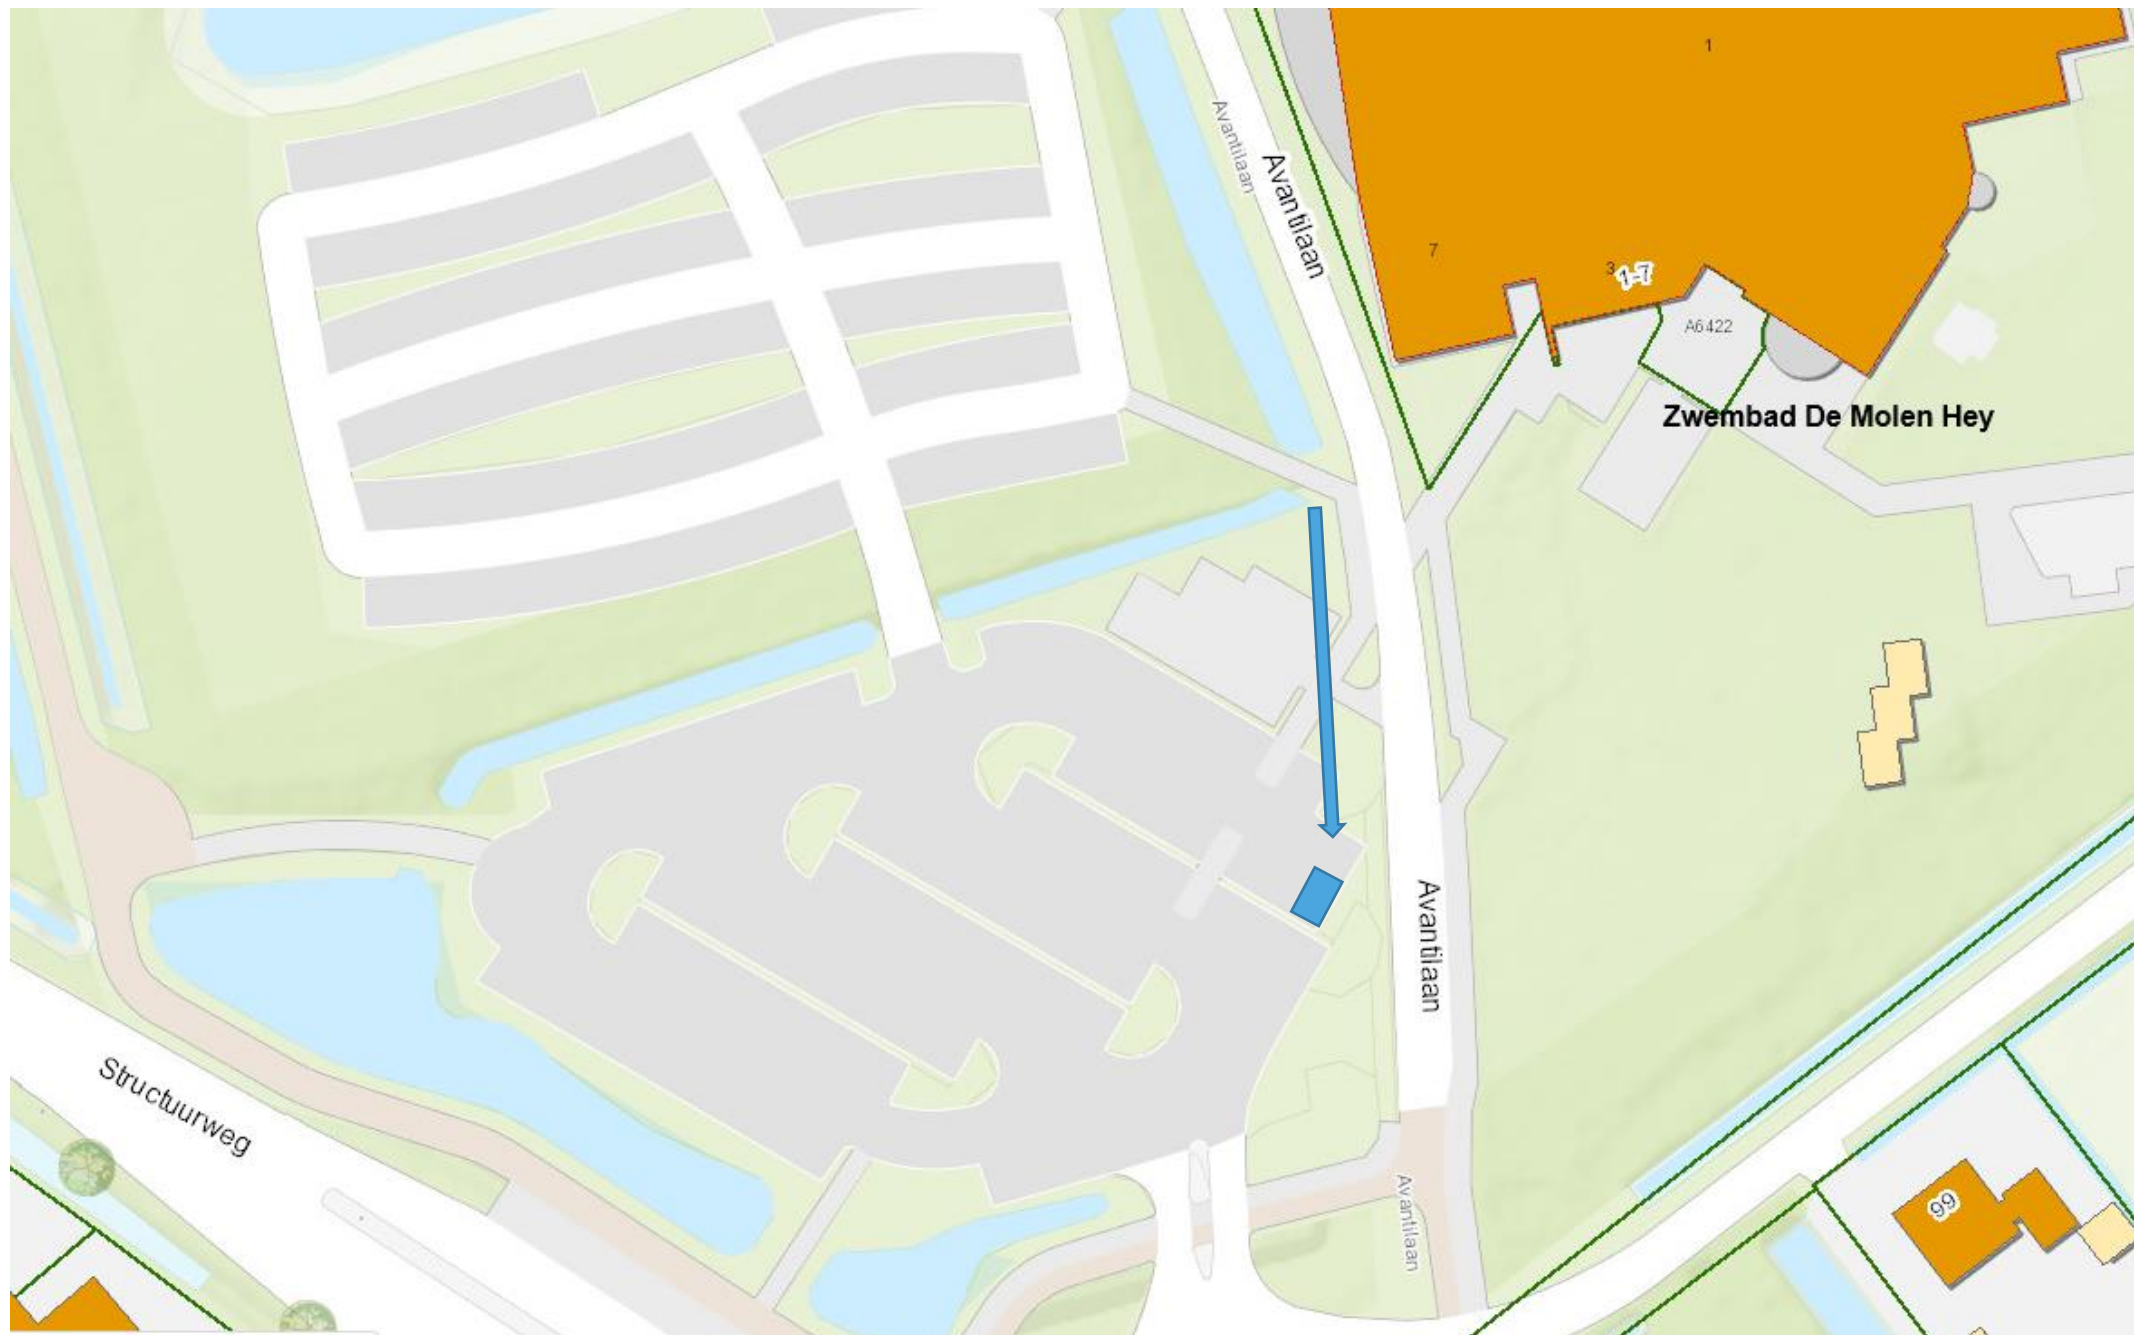 1
Avantilaan
Avantilaan
7
3
1-7
A6422
Zwembad De Molen Hey
Avantilaan
Structuurweg
Avantilaan
99